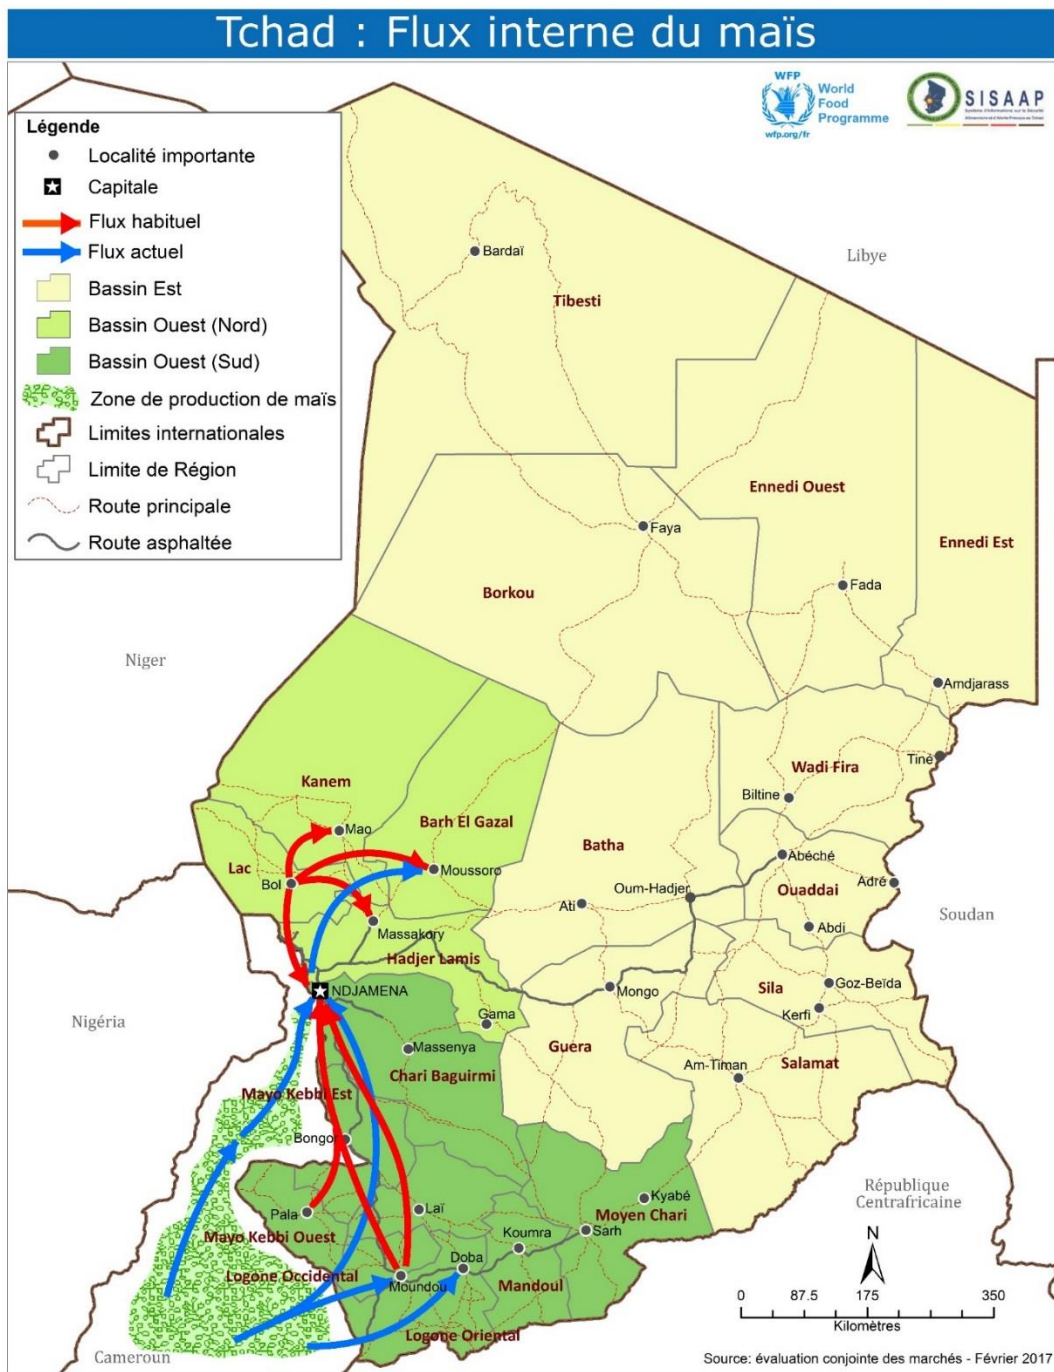 Tchad : Flux interne du maïs
WFP
World
Food
Programme
wfp.org/fr
SISAAP
Légende
Localité importante
Capitale
Flux habituel
Flux actuel
Bassin Est
Bassin Ouest (Nord)
Bassin Ouest (Sud)
Zone de production de maïs
Limites internationales
Limite de Région
Route principale
Route asphaltée
Libye
Bardaï
Tibesti
Ennedi Ouest
Faya
Ennedi Est
Fada
Borkou
Niger
Amdjarass
Tiné
Wadi Fira
Kanem
Biltine
Mao
Barh El Gazal
Batha
Abéché
Lac
Moussoro
Bol
Ouaddai
Adré
Oum-Hadjer
Ati
Soudan
Massakory
Abdi
Hadjer Lamis
Sila
Goz-Beïda
NDJAMENA
Mongo
Kerfi
Nigéria
Gama
Guera
Massenya
Salamat
Am-Timan
Chari Baguirmi
Mayo Kebbi Est
Bongor
République
Centrafricaine
Kyabé
Pala
Laï
Moyen Chari
Sarh
Mayo Kebbi Ouest
Koumra
Doba
N
Logone Occidental
Moundou
Mandoul
0 87.5 175 350
Kilomètres
Logone Oriental
Cameroun
Source: évaluation conjointe des marchés - Février 2017